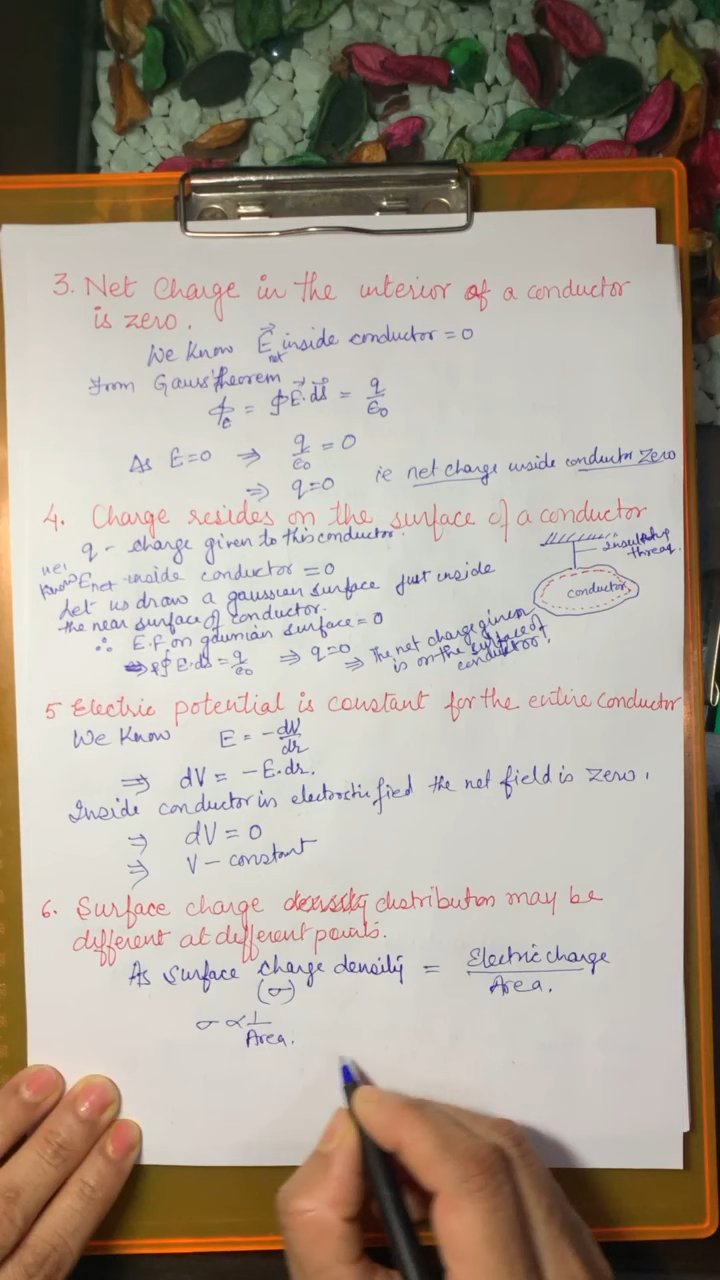 3. Net Charge in the interior of a conductor
is zero.
We Know E⃗net inside conductor = 0
From Gauss theorem
ϕE = ∮E⃗.ds⃗ = q/ε0
As E=0 ⇒ q/ε0 = 0
⇒ q=0 ie net charge inside conductor zero
4. Charge resides on the surface of a conductor
q - charge given to this conductor.
We know Enet inside conductor = 0
Let us draw a gaussian surface just inside
the near surface of conductor.
∴ E.F. on gaussian surface = 0
⇒ ∮E.ds = q/ε0 ⇒ q=0 ⇒ The net charge given
is on the surface of
conductor.
insulating
thread.
conductor
5 Electric potential is constant for the entire conductor
We Know E = -dV/dr
⇒ dV = -E.dr.
Inside conductor in electrified the net field is zero.
⇒ dV = 0
⇒ V - constant
6. Surface charge density distribution may be
different at different points.
As Surface charge density = Electric charge/Area.
(σ)
σ ∝ 1/Area.